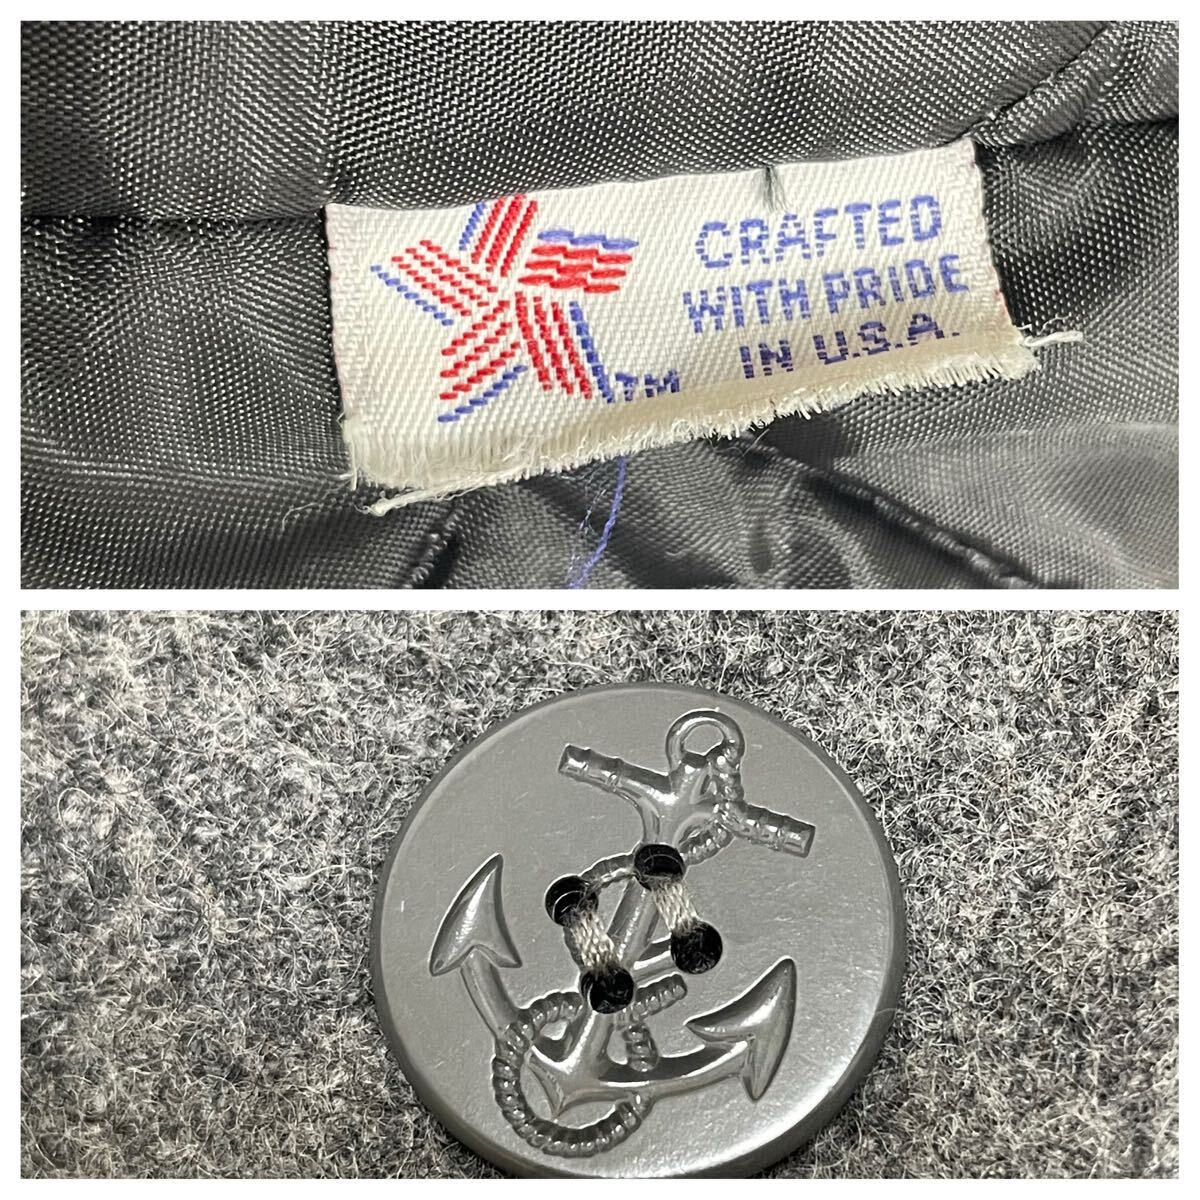 CRAFTED
WITH PRIDE
IN U.S.A.
TM